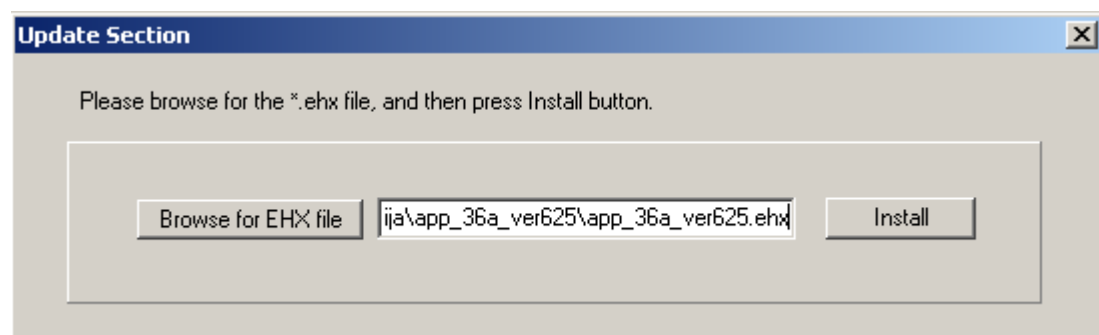 Update Section
Please browse for the *.ehx file, and then press Install button.
Browse for EHX file ija\app_36a_ver625\app_36a_ver625.ehx Install